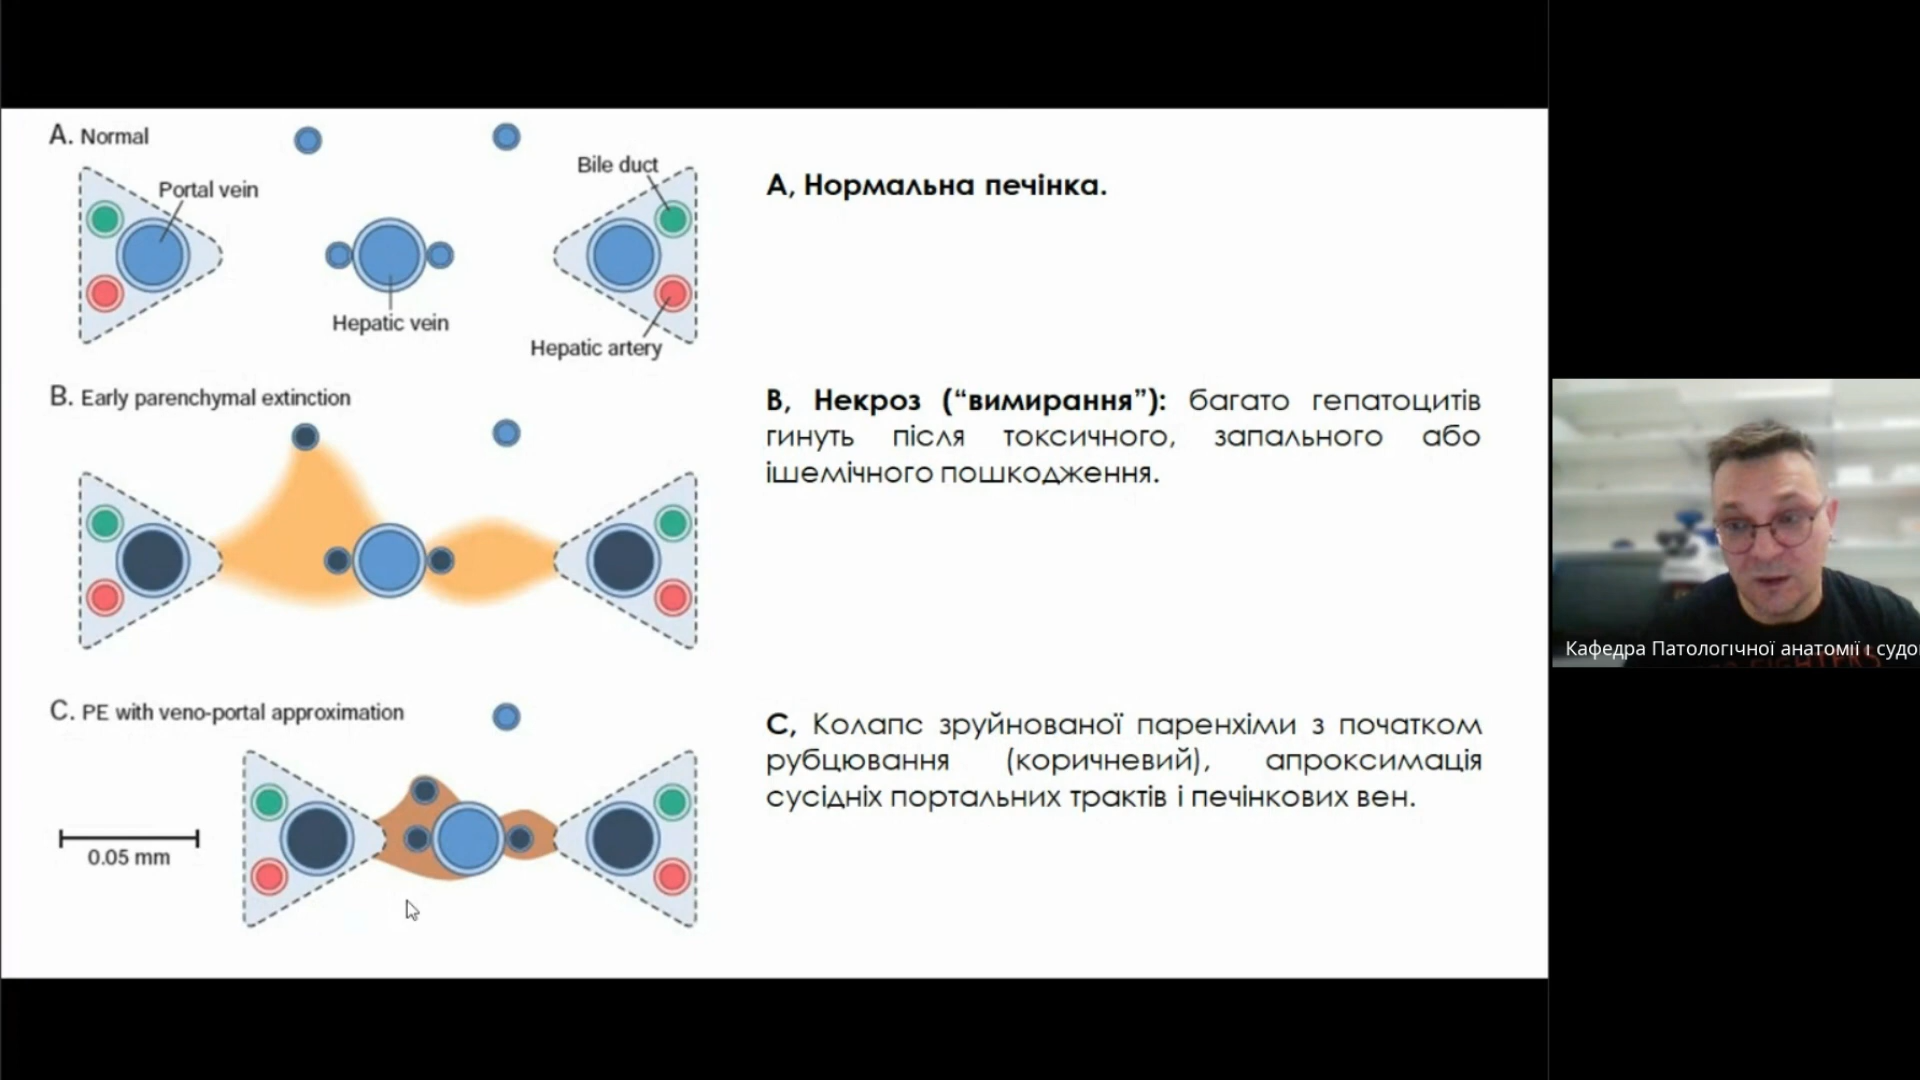 A. Normal
Portal vein
Bile duct
Hepatic vein
Hepatic artery
А, Нормальна печінка.
B. Early parenchymal extinction
В, Некроз (“вимирання”): багато гепатоцитів
гинуть після токсичного, запального або
ішемічного пошкодження.
C. PE with veno-portal approximation
0.05 mm
С, Колапс зруйнованої паренхіми з початком
рубцювання (коричневий), апроксимація
сусідніх портальних трактів і печінкових вен.
Кафедра Патологічної анатомії і судо